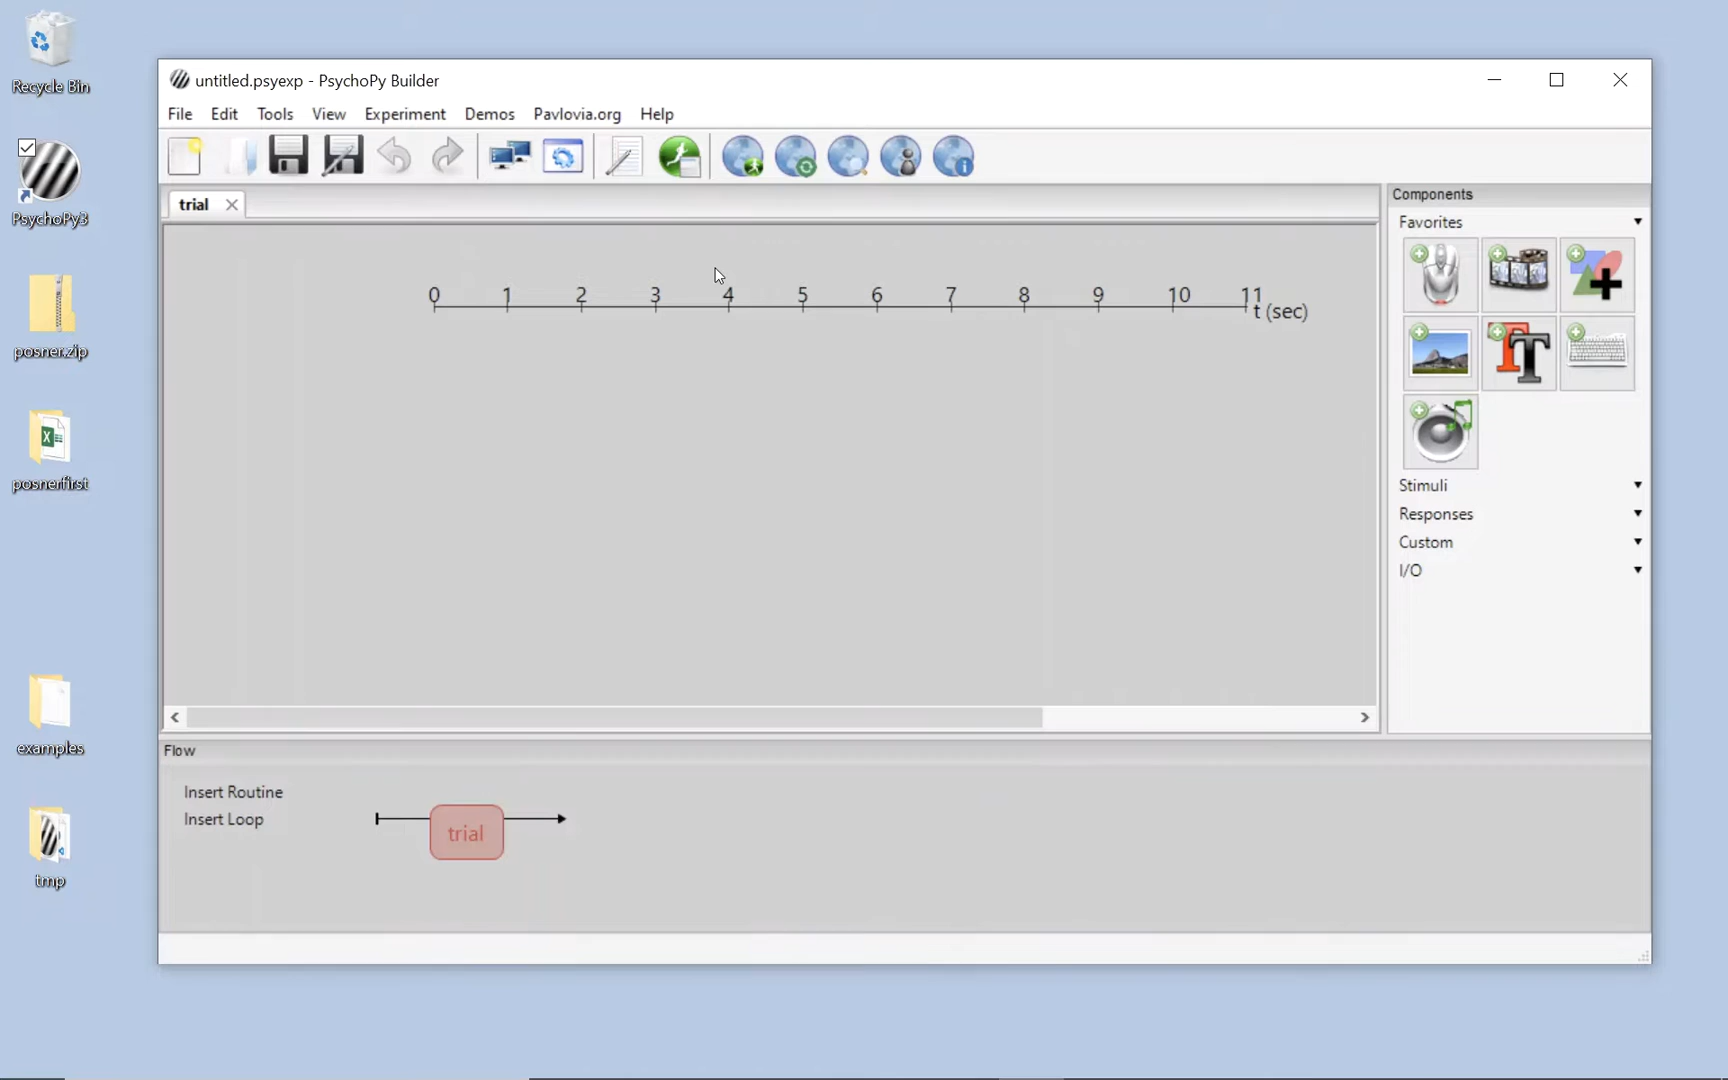 Recycle Bin
PsychoPy3
posner.zip
posnerfirst
examples
tmp
untitled.psyexp - PsychoPy Builder
File Edit Tools View Experiment Demos Pavlovia.org Help
trial
0 1 2 3 4 5 6 7 8 9 10 11
t (sec)
Components
Favorites
Stimuli
Responses
Custom
I/O
Flow
Insert Routine
Insert Loop
trial